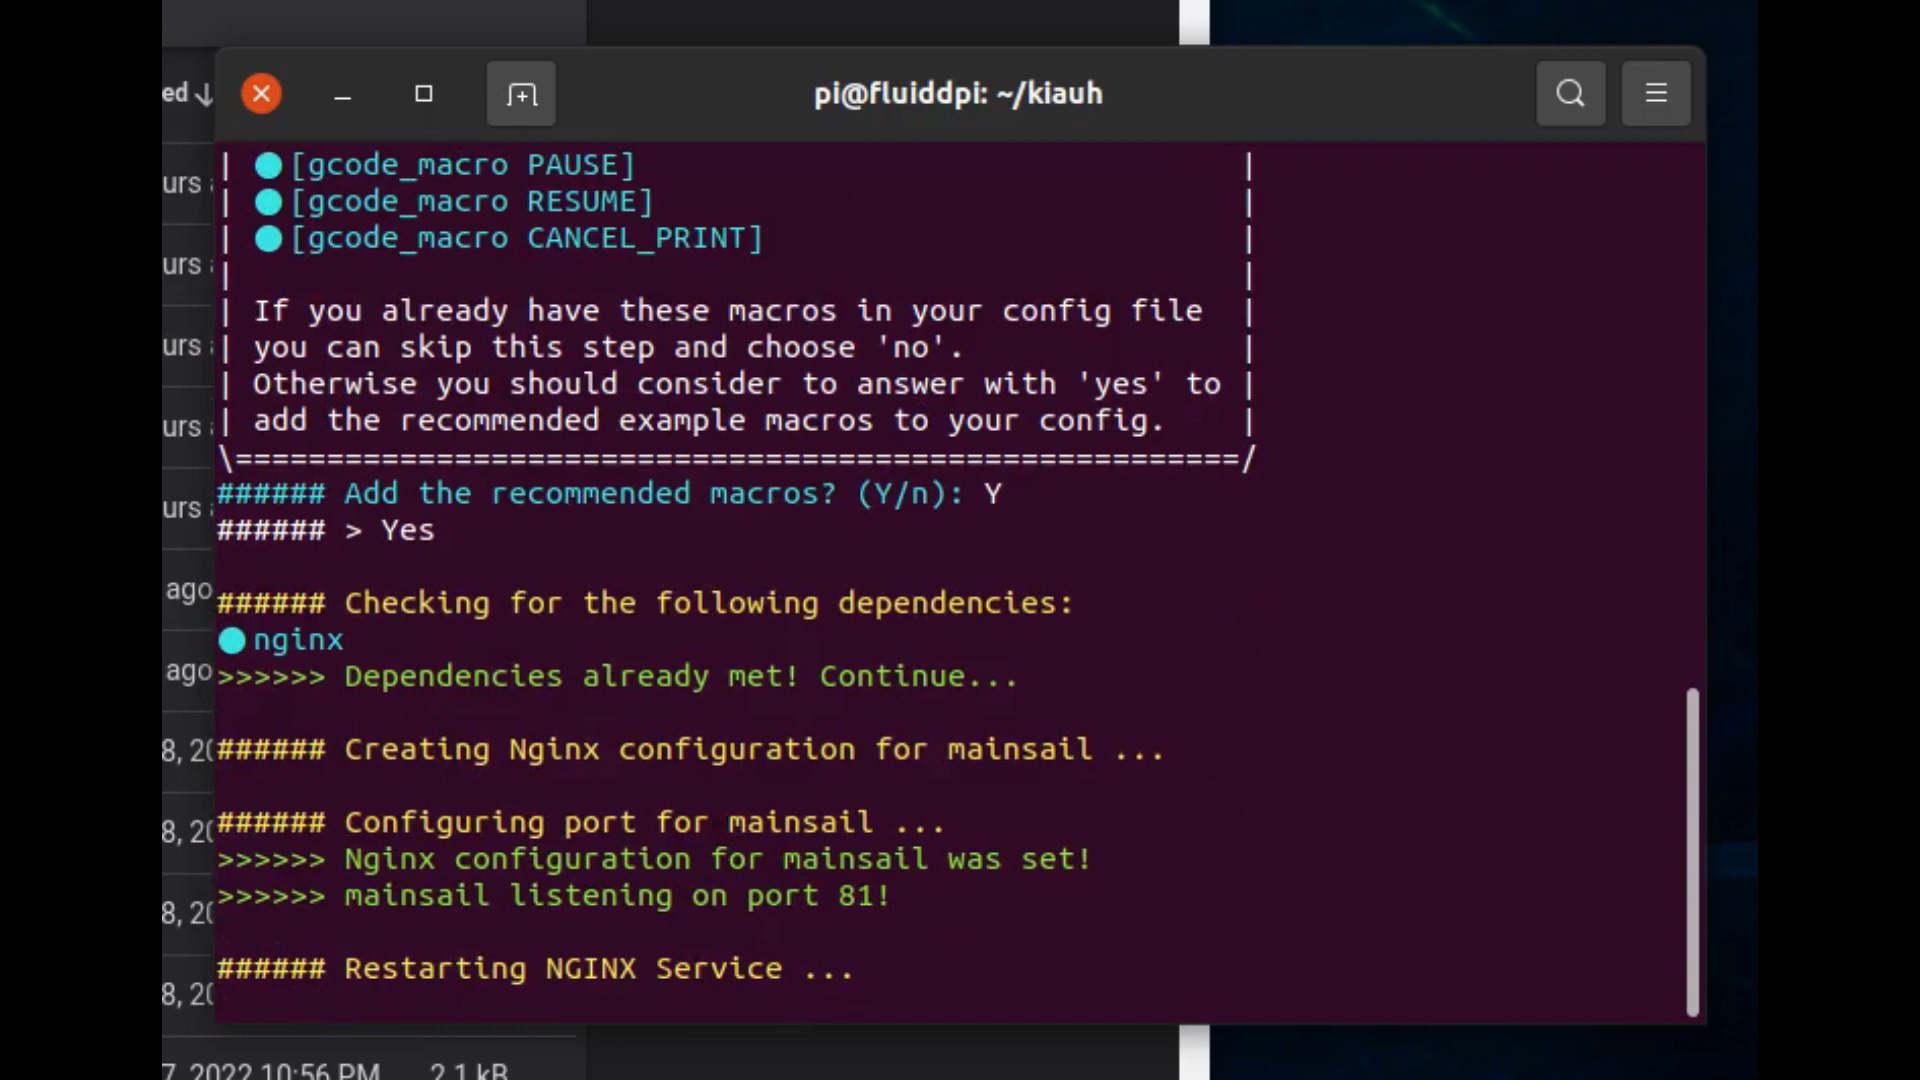 pi@fluiddpi: ~/kiauh
ed
| ●[gcode_macro PAUSE] |
| ●[gcode_macro RESUME] |
| ●[gcode_macro CANCEL_PRINT] |
| |
| If you already have these macros in your config file |
| you can skip this step and choose 'no'. |
| Otherwise you should consider to answer with 'yes' to |
| add the recommended example macros to your config. |
\=======================================================/
###### Add the recommended macros? (Y/n): Y
###### > Yes
###### Checking for the following dependencies:
●nginx
>>>>>> Dependencies already met! Continue...
###### Creating Nginx configuration for mainsail ...
###### Configuring port for mainsail ...
>>>>>> Nginx configuration for mainsail was set!
>>>>>> mainsail listening on port 81!
###### Restarting NGINX Service ...
urs
urs
urs
urs
urs
ago
ago
8, 20
8, 20
8, 20
8, 20
7, 2022 10:56 PM 2.1 kB